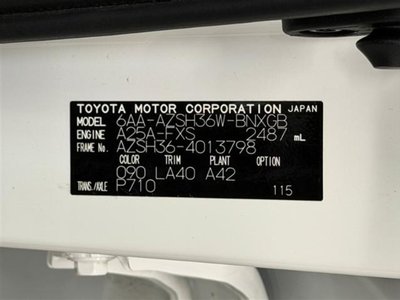 TOYOTA MOTOR CORPORATION JAPAN
MODEL 6AA-AZSH36W-BNXGB
ENGINE A25A-FXS 2487 mL
FRAME No. AZSH36-4013798
COLOR TRIM PLANT OPTION
090 LA40 A42
TRANS./AXLE P710 115